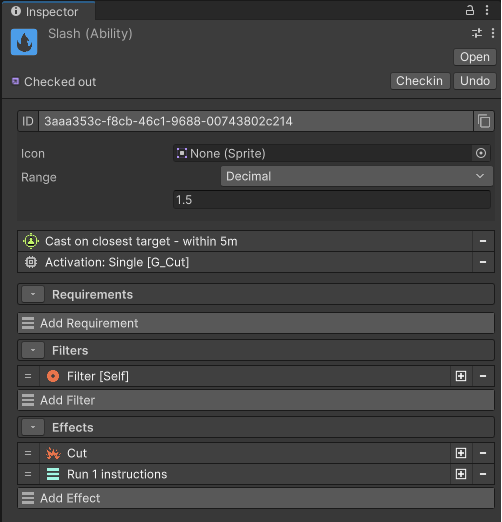 Inspector
Slash (Ability)
Open
Checked out
Checkin
Undo
ID
3aaa353c-f8cb-46c1-9688-00743802c214
Icon
None (Sprite)
Range
Decimal
1.5
Cast on closest target - within 5m
Activation: Single [G_Cut]
Requirements
Add Requirement
Filters
Filter [Self]
Add Filter
Effects
Cut
Run 1 instructions
Add Effect